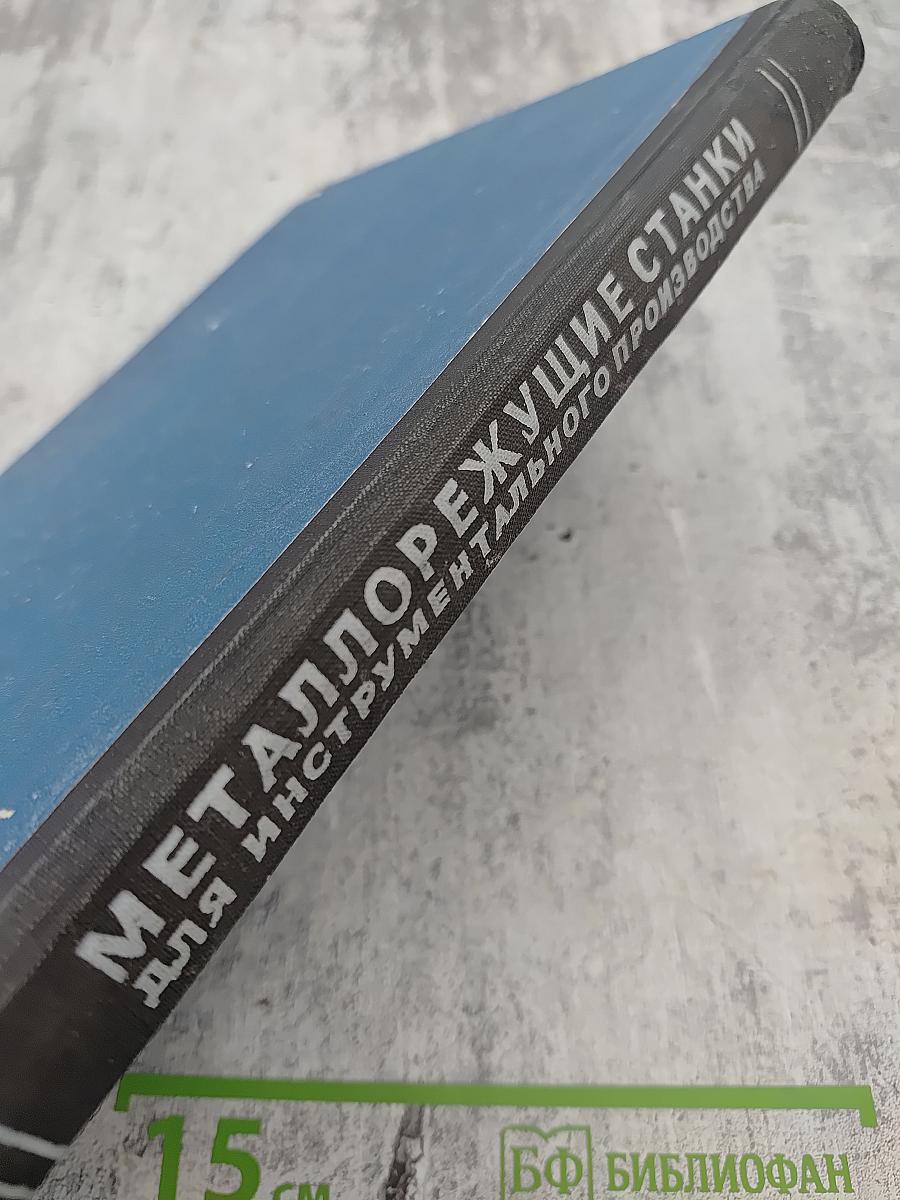 МЕТАЛЛОРЕЖУЩИЕ СТАНКИ
ДЛЯ ИНСТРУМЕНТАЛЬНОГО ПРОИЗВОДСТВА
15 см
БФ БИБЛИОФАН